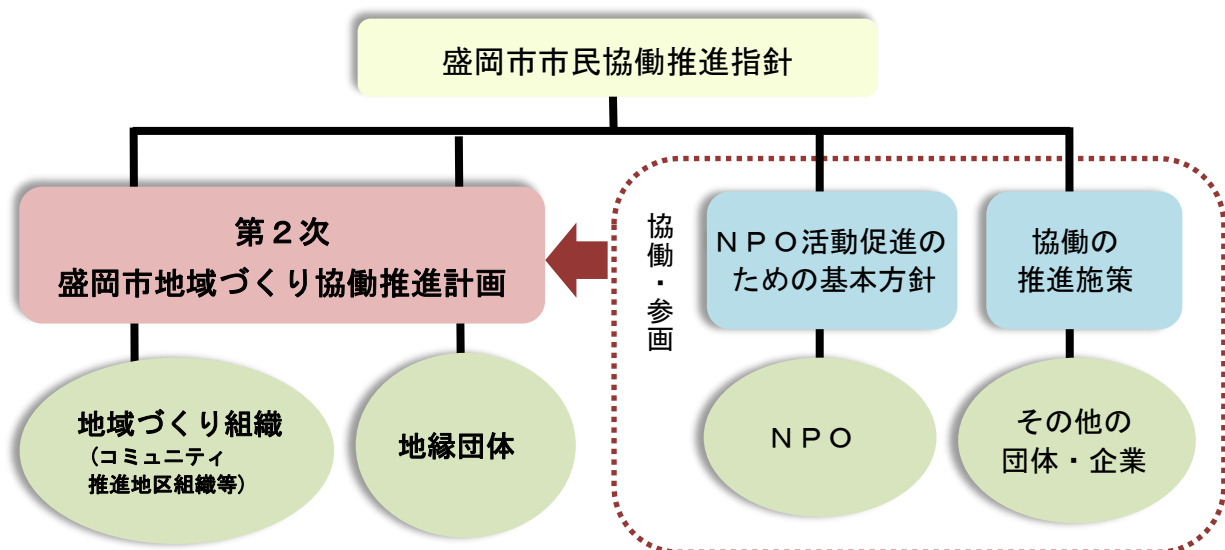 盛岡市市民協働推進指針
第２次
盛岡市地域づくり協働推進計画
協働・参画
ＮＰＯ活動促進の
ための基本方針
協働の
推進施策
地域づくり組織
（コミュニティ
推進地区組織等）
地縁団体
ＮＰＯ
その他の
団体・企業